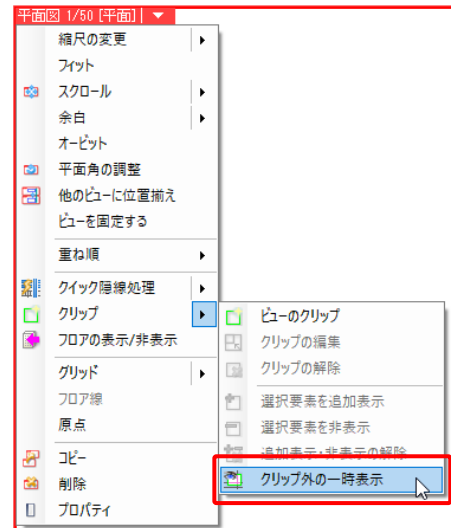 平面図 1/50 [平面] ▼
縮尺の変更
フィット
スクロール
余白
オービット
平面角の調整
他のビューに位置揃え
ビューを固定する
重ね順
クイック隠線処理
クリップ
フロアの表示/非表示
グリッド
フロア線
原点
コピー
削除
プロパティ
ビューのクリップ
クリップの編集
クリップの解除
選択要素を追加表示
選択要素を非表示
追加表示・非表示の解除
クリップ外の一時表示